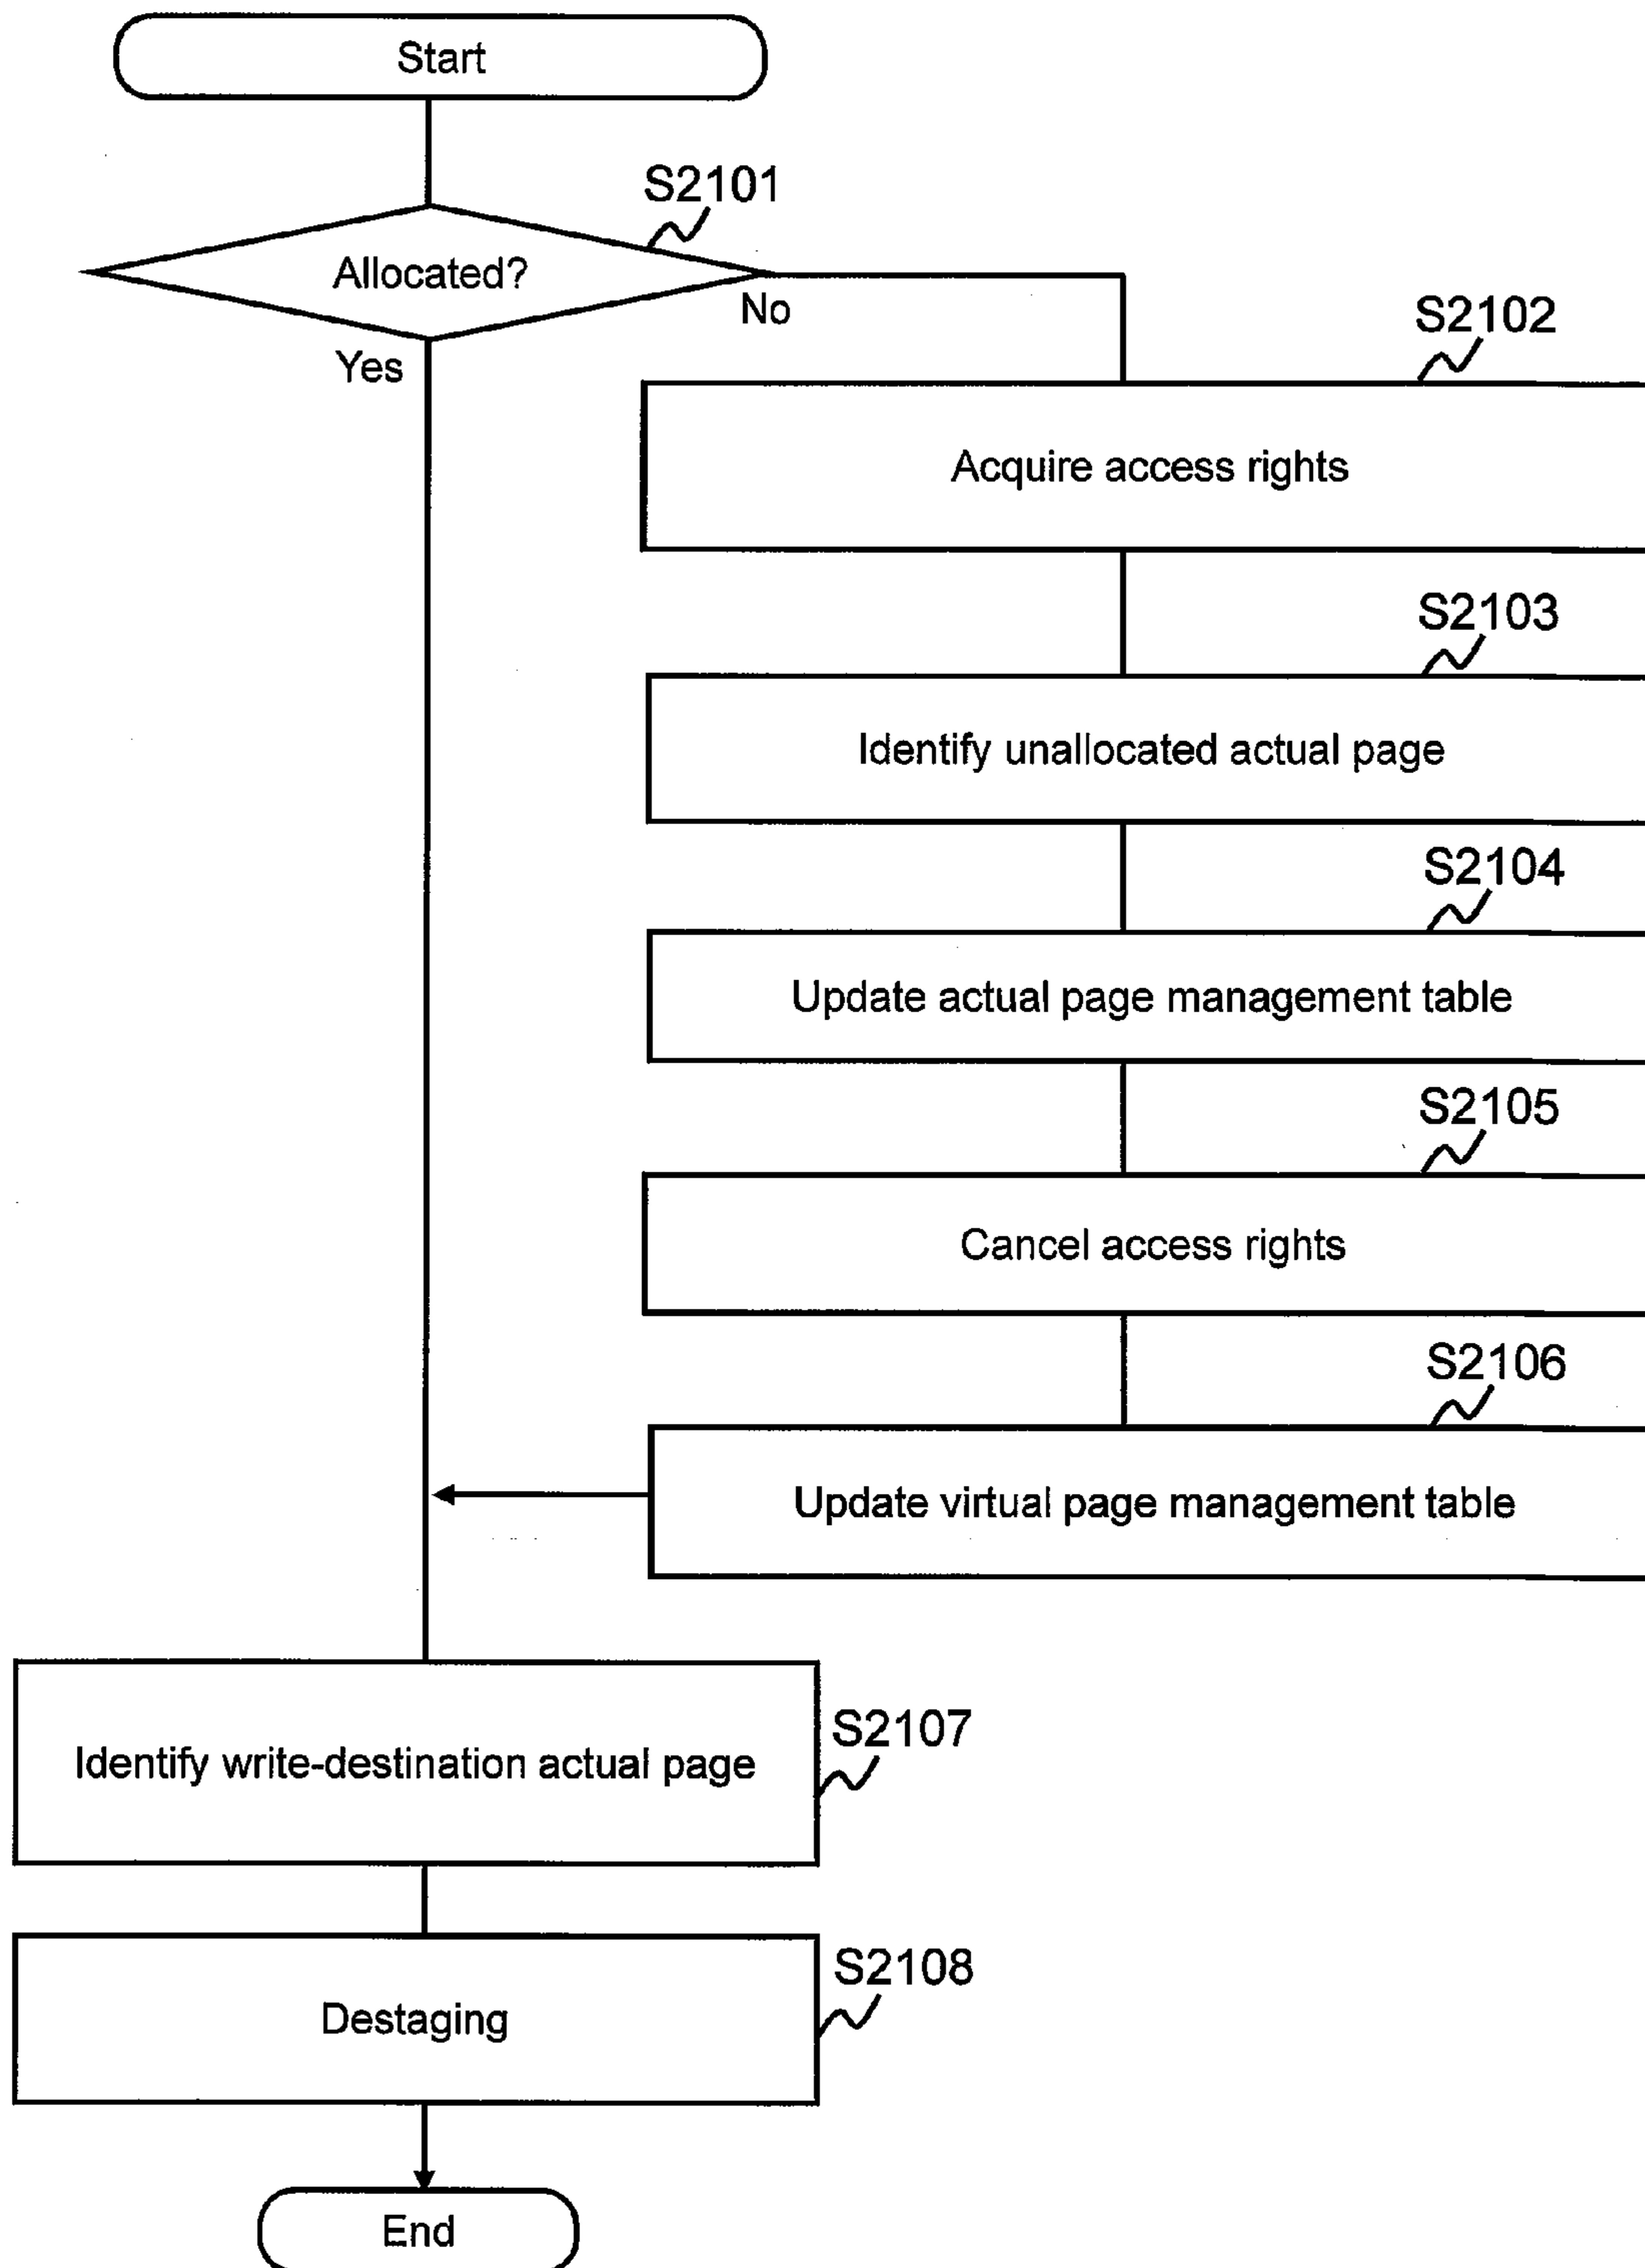 Start
S2101
Allocated?
No
Yes
S2102
Acquire access rights
S2103
Identify unallocated actual page
S2104
Update actual page management table
S2105
Cancel access rights
S2106
Update virtual page management table
S2107
Identify write-destination actual page
S2108
Destaging
End